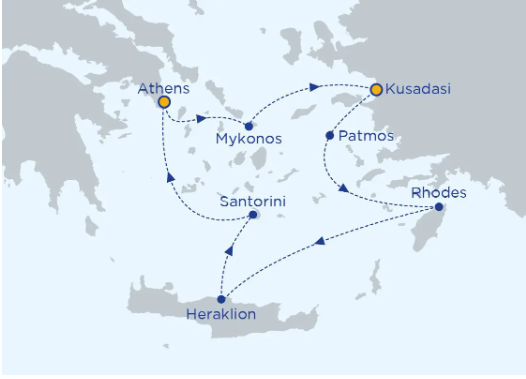 Athens
Kusadasi
Mykonos
Patmos
Rhodes
Santorini
Heraklion